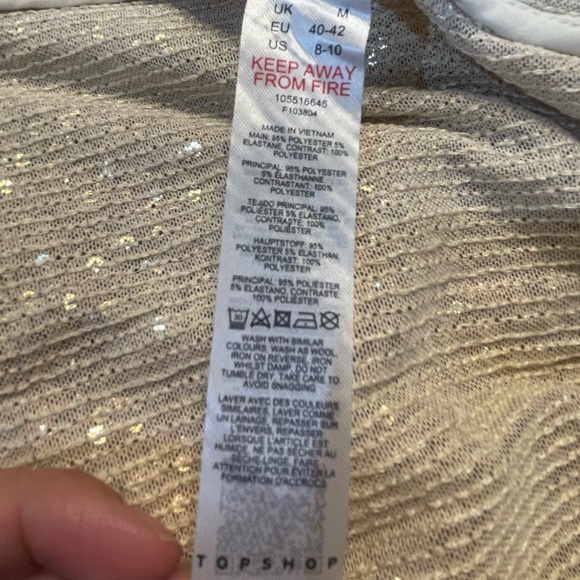 UK M
EU 40-42
US 8-10
KEEP AWAY
FROM FIRE
105516645
F103804
MADE IN VIETNAM
MAIN: 95% POLYESTER 5%
ELASTANE, CONTRAST: 100%
POLYESTER
PRINCIPAL: 95% POLYESTER
5% ÉLASTHANNE,
CONTRASTANT: 100%
POLYESTER
TEJIDO PRINCIPAL: 95%
POLIÉSTER 5% ELASTANO,
CONTRASTE: 100%
POLIÉSTER
HAUPTSTOFF: 95%
POLYESTER 5% ELASTHAN,
KONTRAST: 100%
POLYESTER
PRINCIPAL: 95% POLIÉSTER
5% ELASTANO, CONTRASTE:
100% POLIÉSTER
30
WASH WITH SIMILAR
COLOURS, WASH AS WOOL,
IRON ON REVERSE, IRON
WHILST DAMP, DO NOT
TUMBLE DRY, TAKE CARE TO
AVOID SNAGGING
LAVER AVEC DES COULEURS
SIMILAIRES, LAVER COMME
UN LAINAGE, REPASSER SUR
L'ENVERS, REPASSER
LORSQUE L'ARTICLE EST
HUMIDE, NE PAS SÉCHER AU
SÈCHE-LINGE, FAIRE
ATTENTION POUR ÉVITER LA
FORMATION D'ACCROCS
TOPSHOP